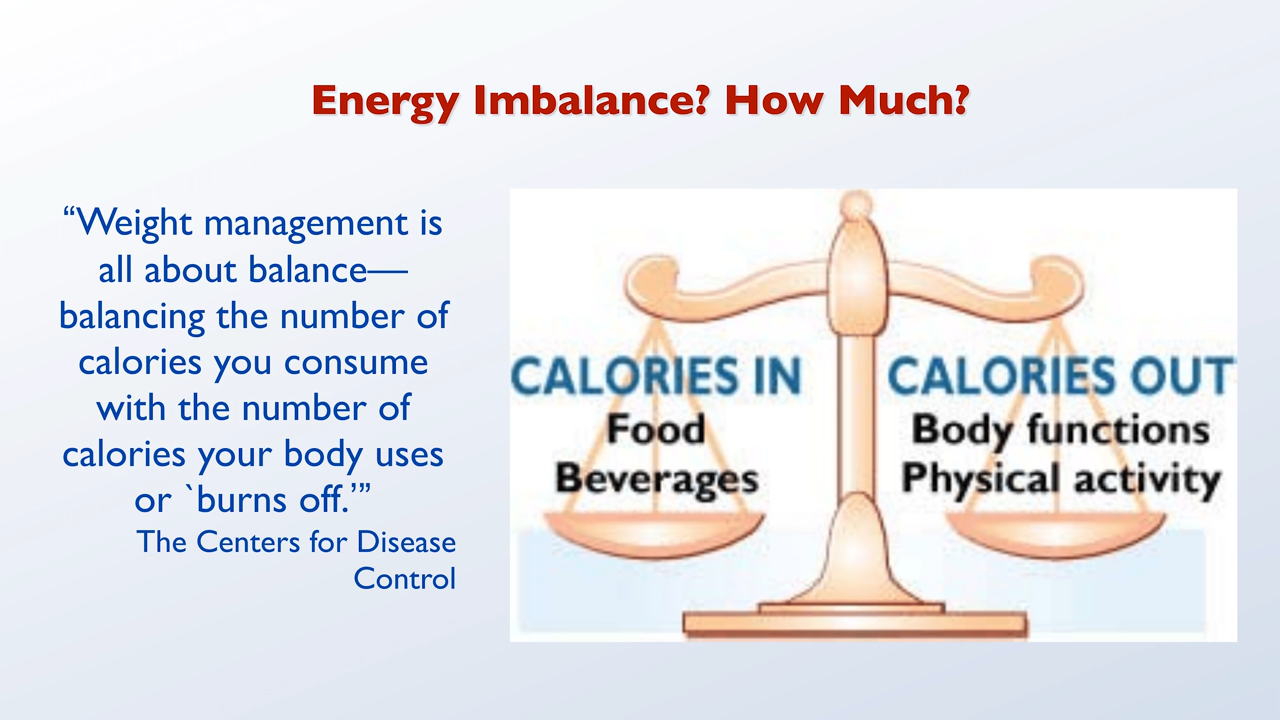 Energy Imbalance? How Much?
“Weight management is
all about balance—
balancing the number of
calories you consume
with the number of
calories your body uses
or `burns off.’”
The Centers for Disease
Control
CALORIES IN
Food
Beverages
CALORIES OUT
Body functions
Physical activity